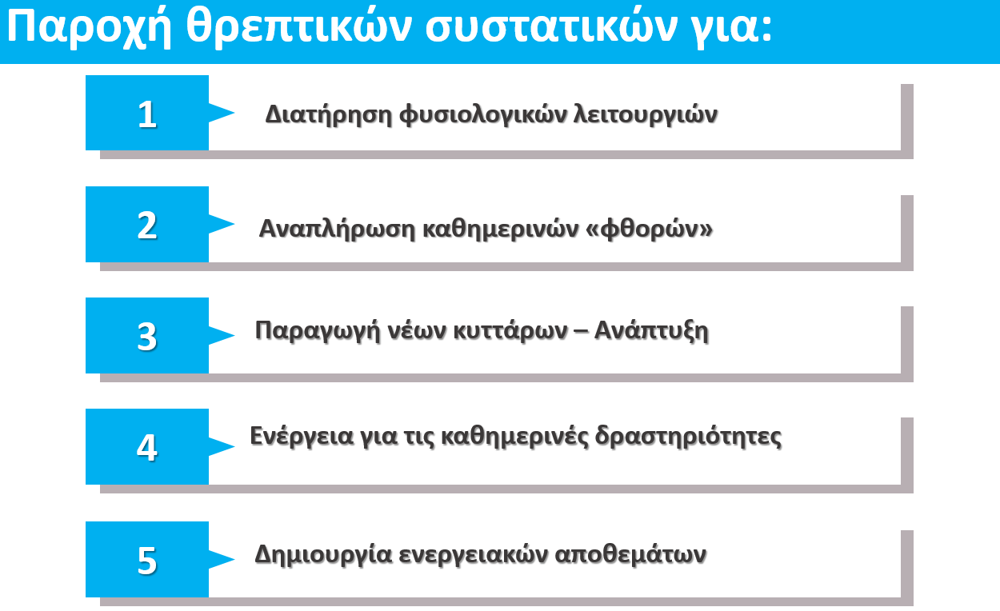 Παροχή θρεπτικών συστατικών για:
1
Διατήρηση φυσιολογικών λειτουργιών
2
Αναπλήρωση καθημερινών «φθορών»
3
Παραγωγή νέων κυττάρων – Ανάπτυξη
4
Ενέργεια για τις καθημερινές δραστηριότητες
5
Δημιουργία ενεργειακών αποθεμάτων